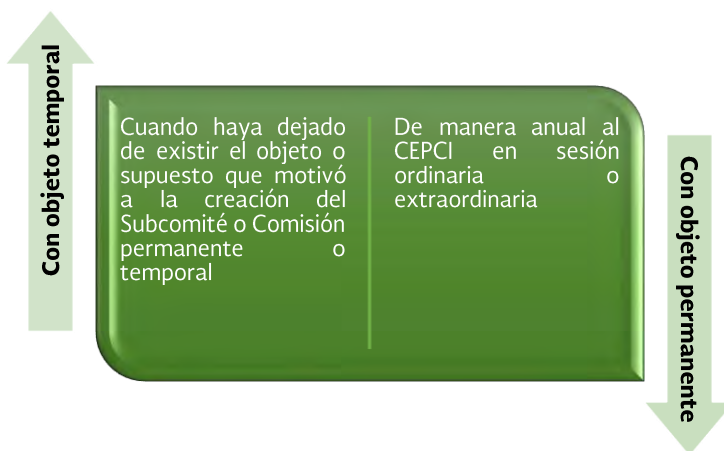 Con objeto temporal
Cuando haya dejado
de existir el objeto o
supuesto que motivó
a la creación del
Subcomité o Comisión
permanente o
temporal
De manera anual al
CEPCI en sesión
ordinaria o
extraordinaria
Con objeto permanente